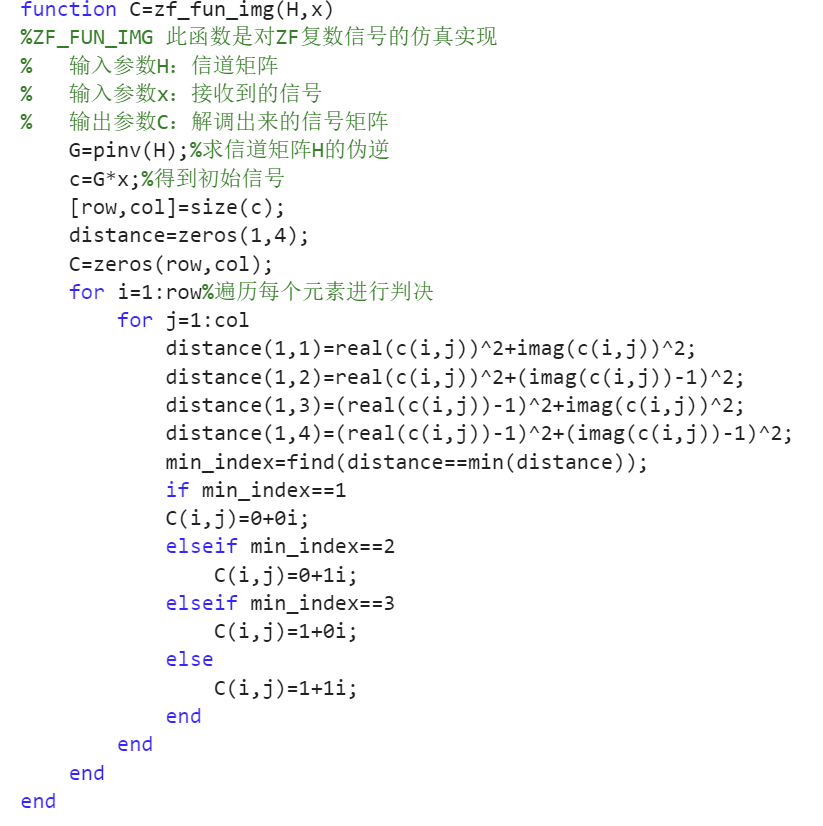 function C=zf_fun_img(H,x)
%ZF_FUN_IMG 此函数是对ZF复数信号的仿真实现
%   输入参数H：信道矩阵
%   输入参数x：接收到的信号
%   输出参数C：解调出来的信号矩阵
    G=pinv(H);%求信道矩阵H的伪逆
    c=G*x;%得到初始信号
    [row,col]=size(c);
    distance=zeros(1,4);
    C=zeros(row,col);
    for i=1:row%遍历每个元素进行判决
        for j=1:col
            distance(1,1)=real(c(i,j))^2+imag(c(i,j))^2;
            distance(1,2)=real(c(i,j))^2+(imag(c(i,j))-1)^2;
            distance(1,3)=(real(c(i,j))-1)^2+imag(c(i,j))^2;
            distance(1,4)=(real(c(i,j))-1)^2+(imag(c(i,j))-1)^2;
            min_index=find(distance==min(distance));
            if min_index==1
            C(i,j)=0+0i;
            elseif min_index==2
                C(i,j)=0+1i;
            elseif min_index==3
                C(i,j)=1+0i;
            else
                C(i,j)=1+1i;
            end
        end
    end
end